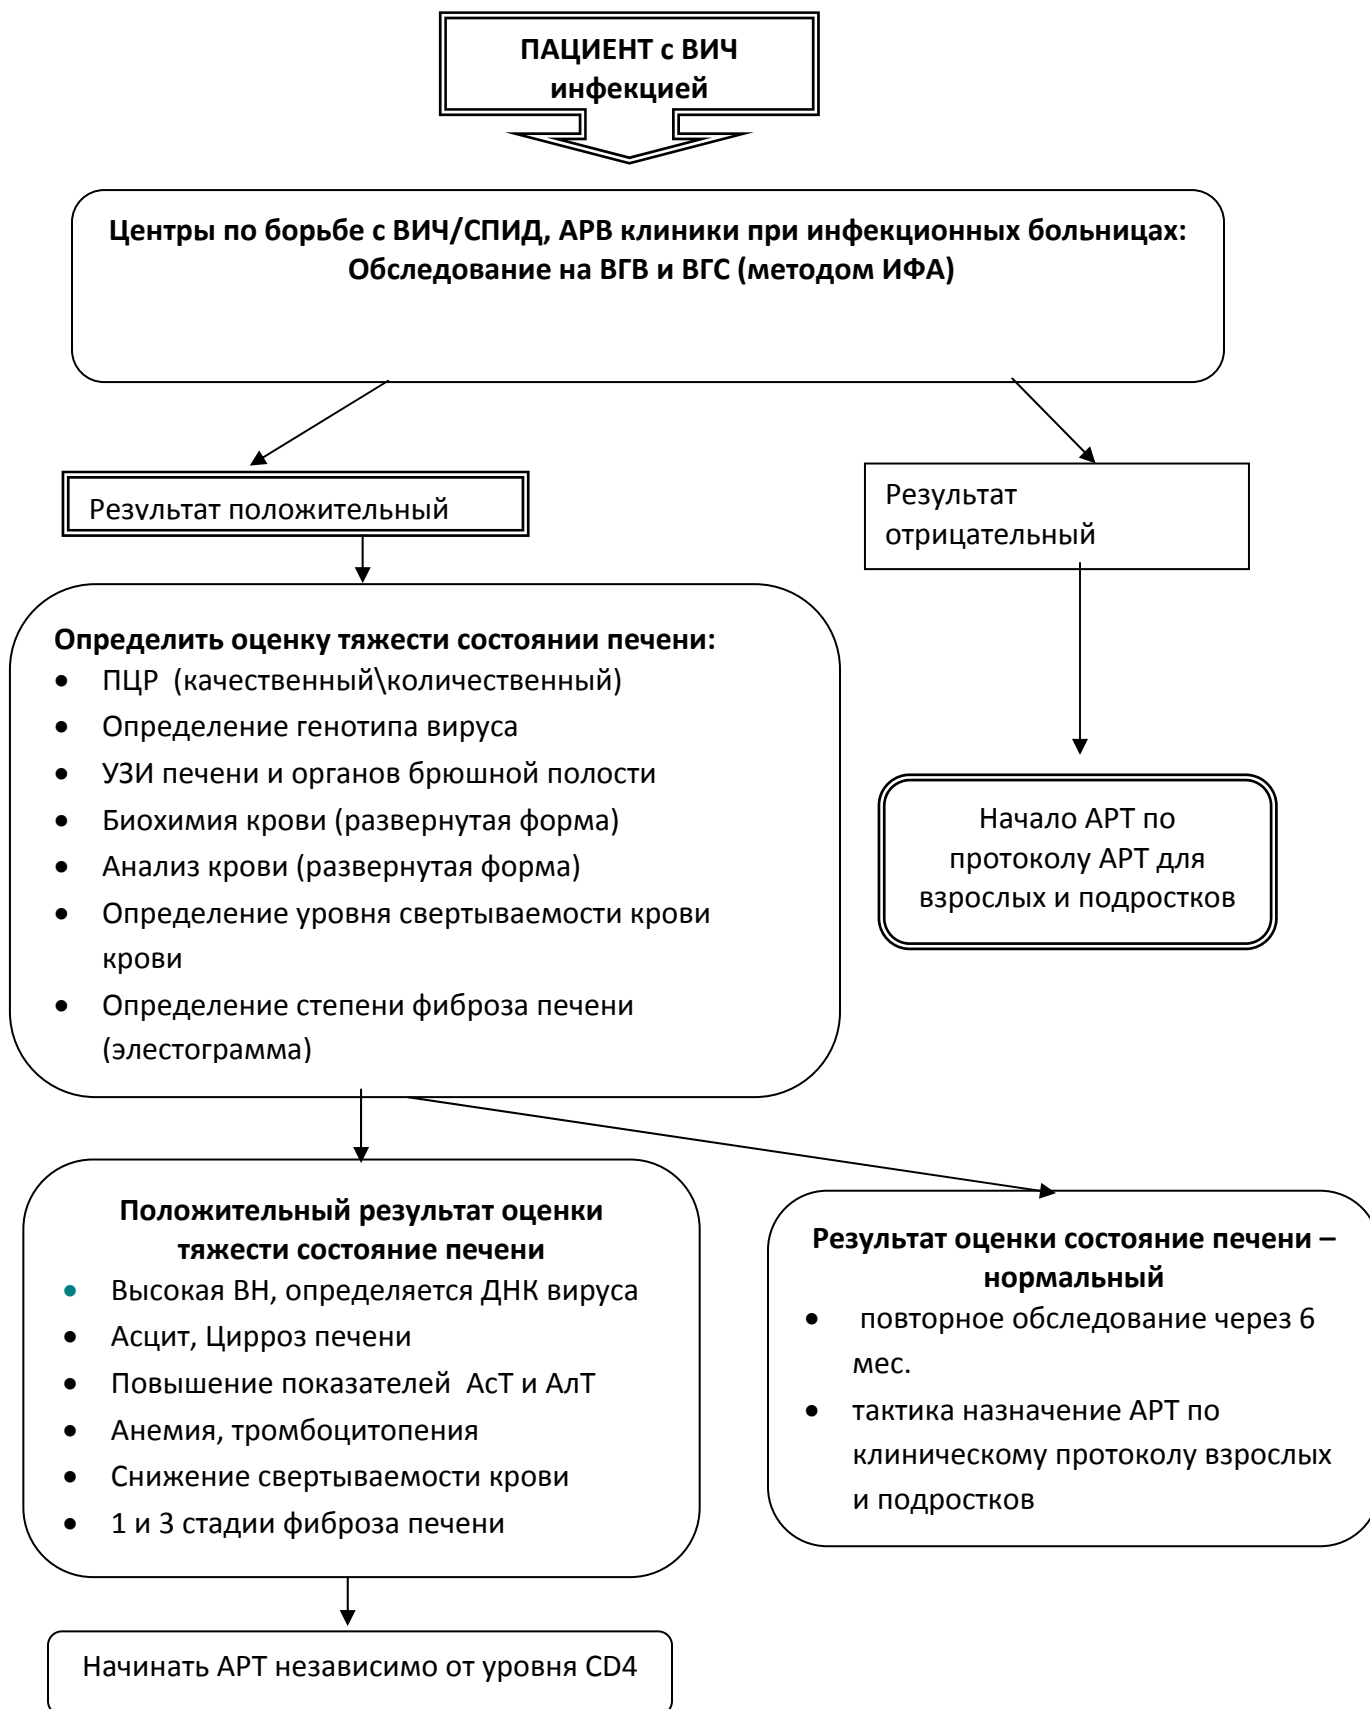 ПАЦИЕНТ с ВИЧ
инфекцией
Центры по борьбе с ВИЧ/СПИД, АРВ клиники при инфекционных больницах:
Обследование на ВГВ и ВГС (методом ИФА)
Результат положительный
Результат
отрицательный
Определить оценку тяжести состоянии печени:
• ПЦР (качественный\количественный)
• Определение генотипа вируса
• УЗИ печени и органов брюшной полости
• Биохимия крови (развернутая форма)
• Анализ крови (развернутая форма)
• Определение уровня свертываемости крови
крови
• Определение степени фиброза печени
(элестограмма)
Начало АРТ по
протоколу АРТ для
взрослых и подростков
Положительный результат оценки
тяжести состояние печени
• Высокая ВН, определяется ДНК вируса
• Асцит, Цирроз печени
• Повышение показателей АсТ и АлТ
• Анемия, тромбоцитопения
• Снижение свертываемости крови
• 1 и 3 стадии фиброза печени
Результат оценки состояние печени –
нормальный
• повторное обследование через 6
мес.
• тактика назначение АРТ по
клиническому протоколу взрослых
и подростков
Начинать АРТ независимо от уровня CD4